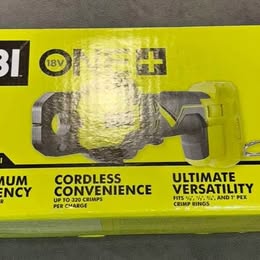 BI
18V
MUM
ENCY
CORDLESS
CONVENIENCE
UP TO 320 CRIMPS
PER CHARGE
ULTIMATE
VERSATILITY
FITS ⅜", ½", ¾", AND 1" PEX
CRIMP RINGS